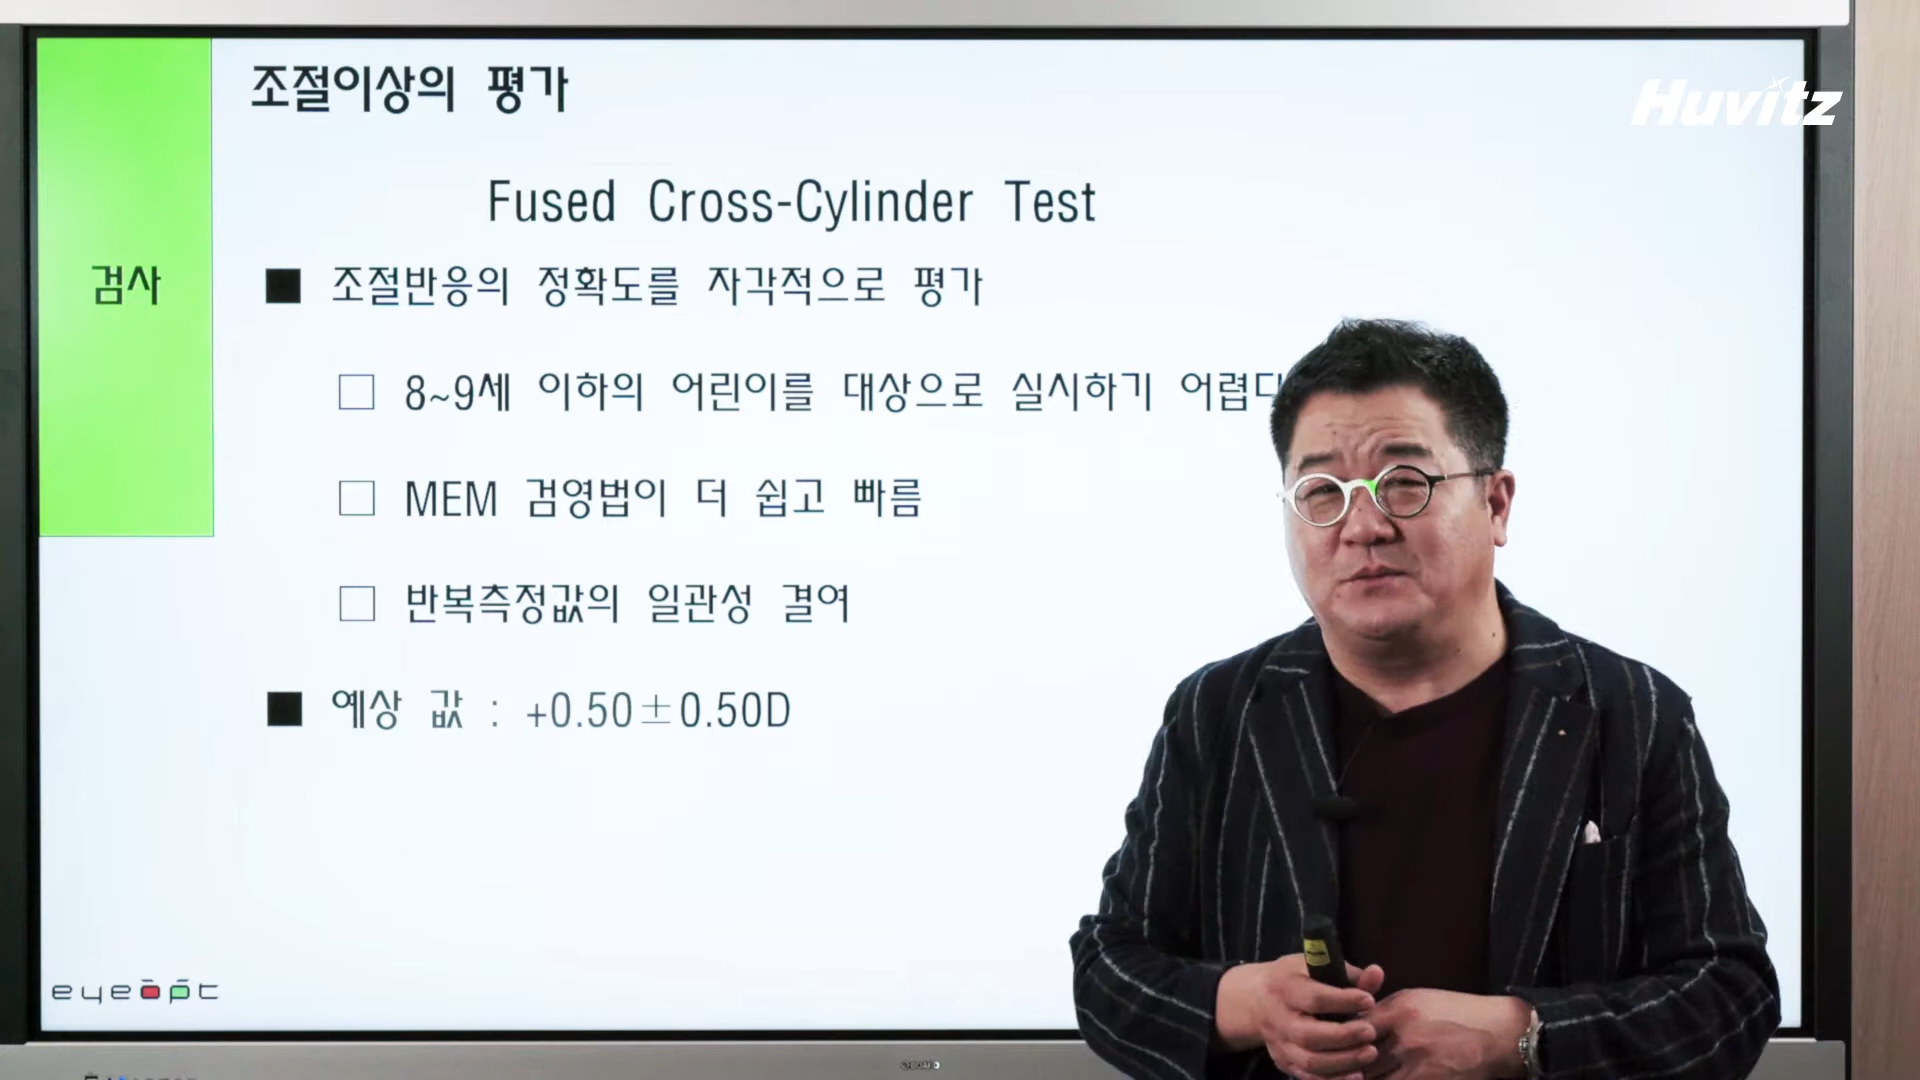 조절이상의 평가
Huvitz
Fused Cross-Cylinder Test
검사
■ 조절반응의 정확도를 자각적으로 평가
□ 8~9세 이하의 어린이를 대상으로 실시하기 어렵다
□ MEM 검영법이 더 쉽고 빠름
□ 반복측정값의 일관성 결여
■ 예상 값 : +0.50±0.50D
eyeopt